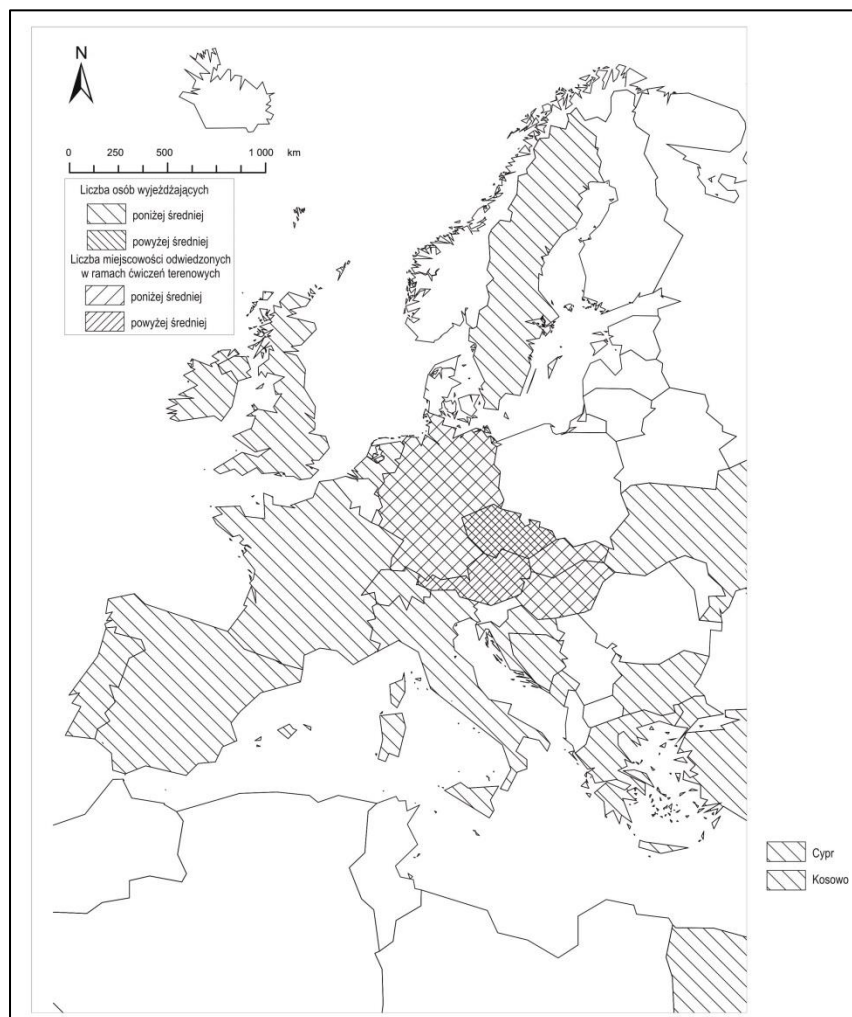 N
0 250 500 1 000 km
Liczba osób wyjeżdżających
poniżej średniej
powyżej średniej
Liczba miejscowości odwiedzonych
w ramach ćwiczeń terenowych
poniżej średniej
powyżej średniej
Cypr
Kosowo